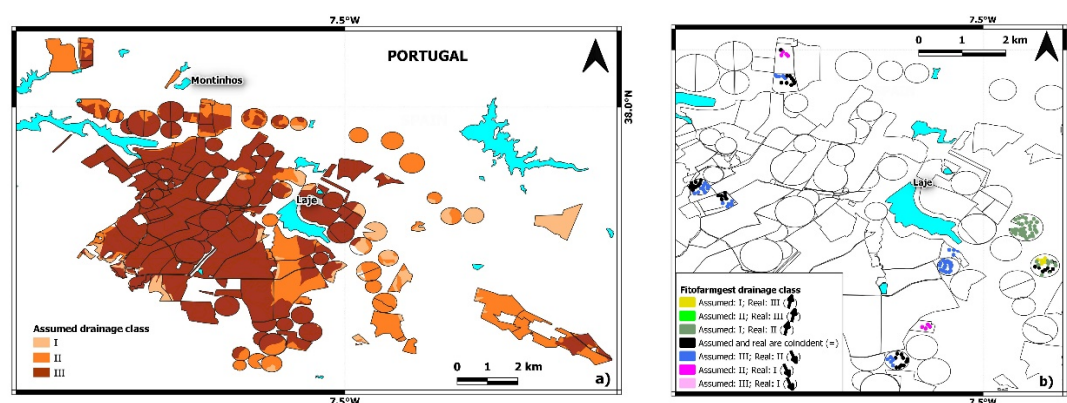 7.5°W
PORTUGAL
Montinhos
Laje
38.0°N
Assumed drainage class
I
II
III
0 1 2 km
a)
7.5°W
7.5°W
0 1 2 km
Laje
Fitofarmgest drainage class
Assumed: I; Real: III ( )
Assumed: II; Real: III ( )
Assumed: I; Real: II ( )
Assumed and real are coincident (=)
Assumed: III; Real: II ( )
Assumed: II; Real: I ( )
Assumed: III; Real: I ( )
b)
7.5°W